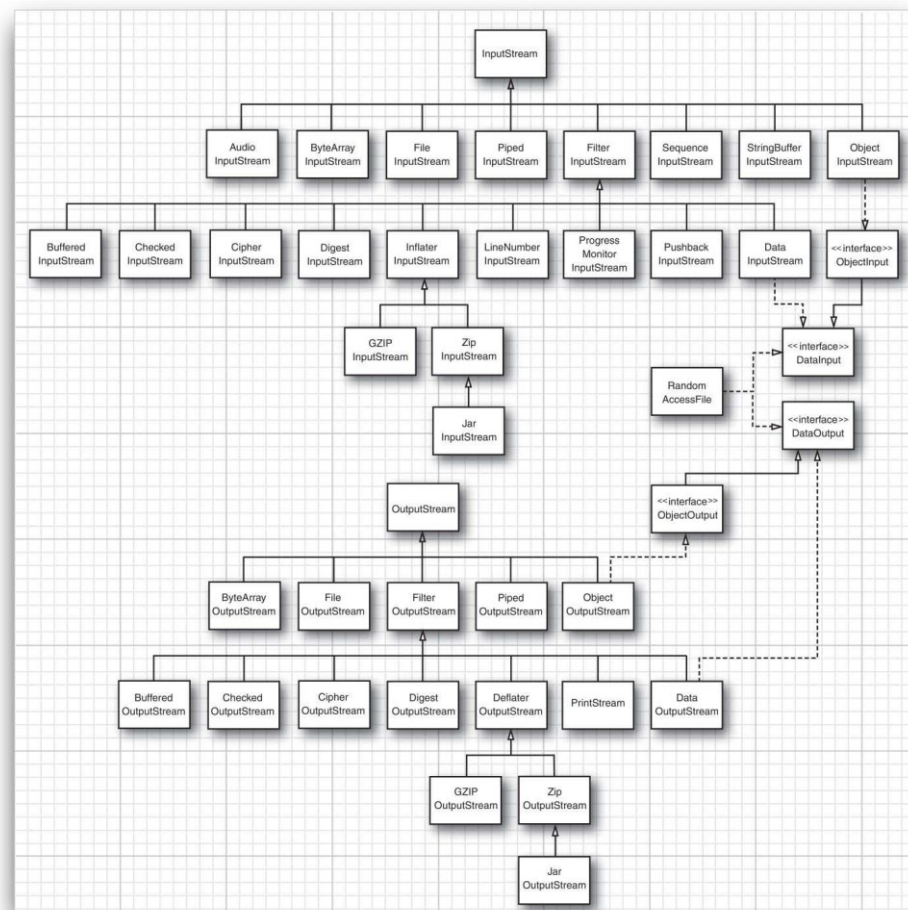 InputStream
Audio
InputStream
ByteArray
InputStream
File
InputStream
Piped
InputStream
Filter
InputStream
Sequence
InputStream
StringBuffer
InputStream
Object
InputStream
Buffered
InputStream
Checked
InputStream
Cipher
InputStream
Digest
InputStream
Inflater
InputStream
LineNumber
InputStream
Progress
Monitor
InputStream
Pushback
InputStream
Data
InputStream
<<interface>>
ObjectInput
GZIP
InputStream
Zip
InputStream
<<interface>>
DataInput
Random
AccessFile
Jar
InputStream
<<interface>>
DataOutput
OutputStream
<<interface>>
ObjectOutput
ByteArray
OutputStream
File
OutputStream
Filter
OutputStream
Piped
OutputStream
Object
OutputStream
Buffered
OutputStream
Checked
OutputStream
Cipher
OutputStream
Digest
OutputStream
Deflater
OutputStream
PrintStream
Data
OutputStream
GZIP
OutputStream
Zip
OutputStream
Jar
OutputStream